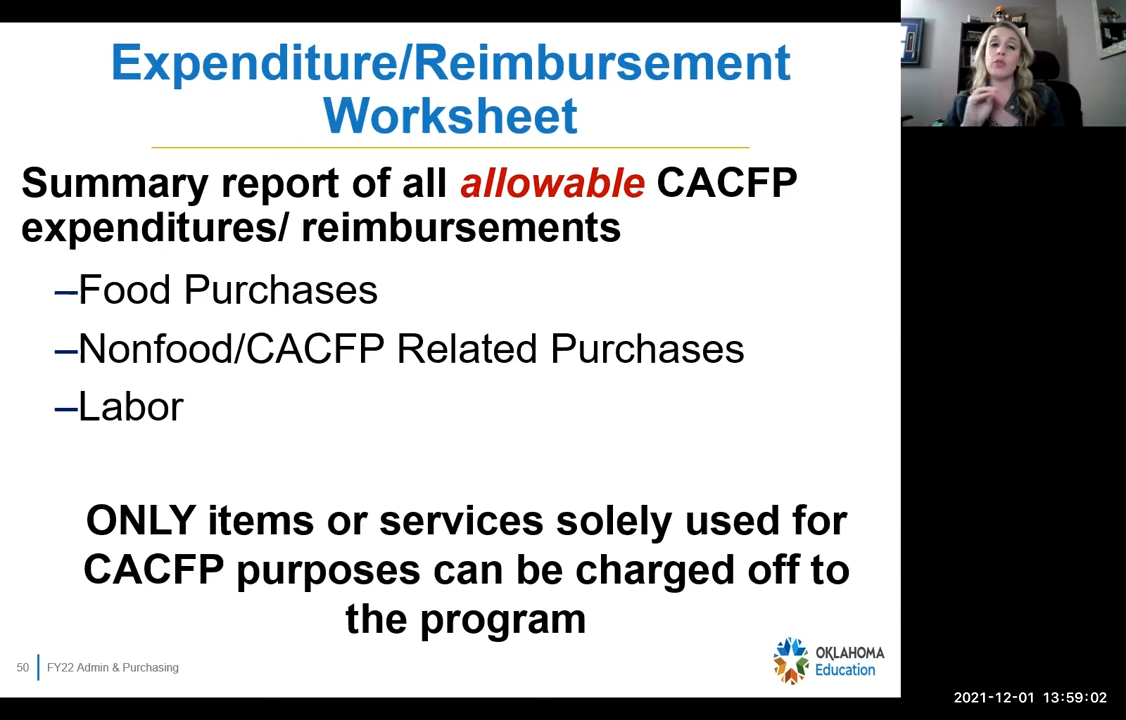 Expenditure/Reimbursement
Worksheet
Summary report of all allowable CACFP
expenditures/ reimbursements
–Food Purchases
–Nonfood/CACFP Related Purchases
–Labor
ONLY items or services solely used for
CACFP purposes can be charged off to
the program
50 FY22 Admin & Purchasing
OKLAHOMA
Education
2021-12-01 13:59:02